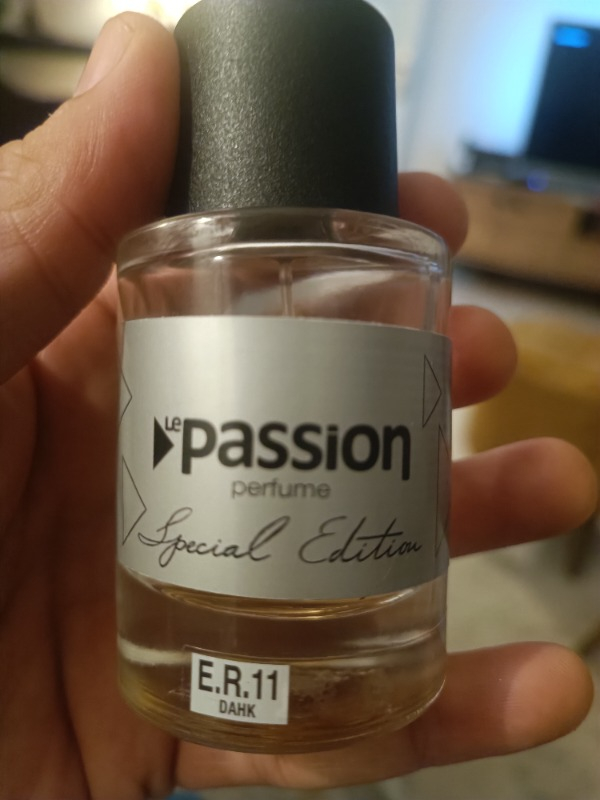 Le passion
perfume
Special Edition
E.R.11
DAHK